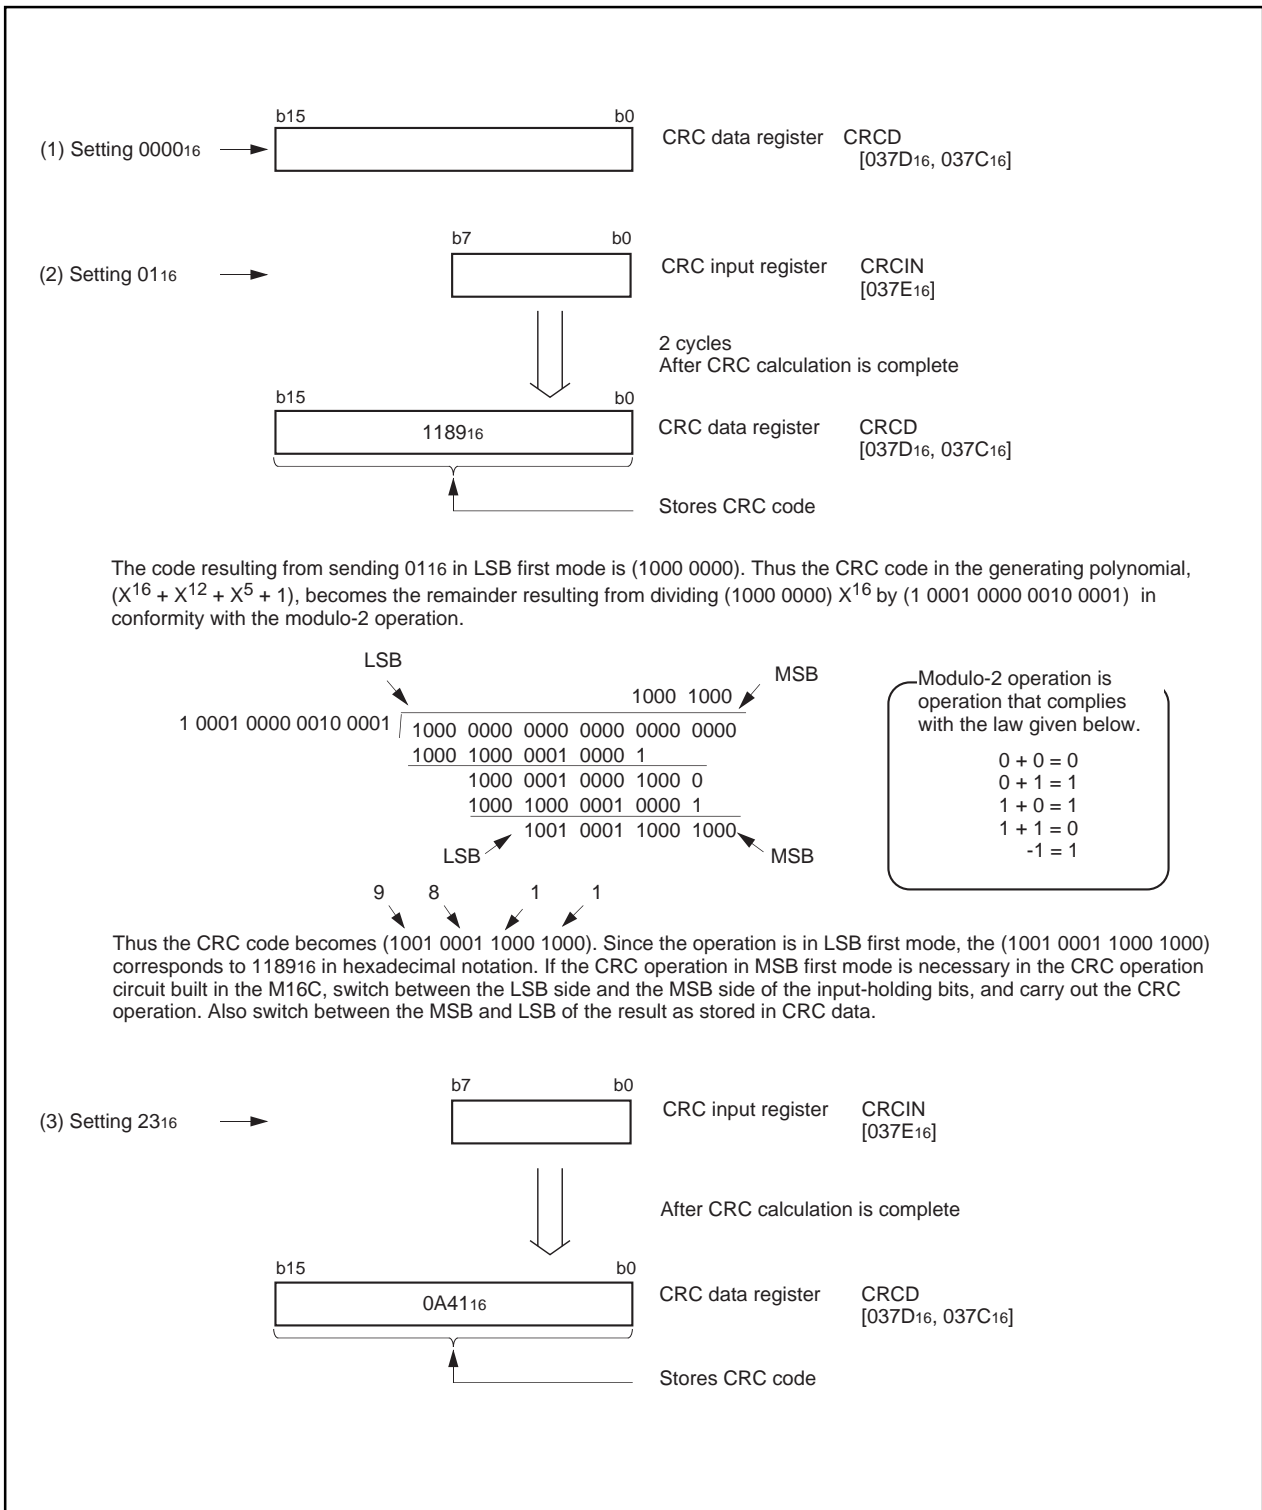 b15 b0
(1) Setting 0000₁₆ CRC data register CRCD
[037D₁₆, 037C₁₆]
b7 b0
(2) Setting 01₁₆ CRC input register CRCIN
[037E₁₆]
2 cycles
After CRC calculation is complete
b15 b0
1189₁₆ CRC data register CRCD
[037D₁₆, 037C₁₆]
Stores CRC code
The code resulting from sending 01₁₆ in LSB first mode is (1000 0000). Thus the CRC code in the generating polynomial,
(X¹⁶ + X¹² + X⁵ + 1), becomes the remainder resulting from dividing (1000 0000) X¹⁶ by (1 0001 0000 0010 0001) in
conformity with the modulo-2 operation.
LSB MSB
1000 1000
1 0001 0000 0010 0001 1000 0000 0000 0000 0000 0000
1000 1000 0001 0000 1
1000 0001 0000 1000 0
1000 1000 0001 0000 1
1001 0001 1000 1000
LSB MSB
Modulo-2 operation is
operation that complies
with the law given below.
0 + 0 = 0
0 + 1 = 1
1 + 0 = 1
1 + 1 = 0
-1 = 1
9 8 1 1
Thus the CRC code becomes (1001 0001 1000 1000). Since the operation is in LSB first mode, the (1001 0001 1000 1000)
corresponds to 1189₁₆ in hexadecimal notation. If the CRC operation in MSB first mode is necessary in the CRC operation
circuit built in the M16C, switch between the LSB side and the MSB side of the input-holding bits, and carry out the CRC
operation. Also switch between the MSB and LSB of the result as stored in CRC data.
b7 b0
(3) Setting 23₁₆ CRC input register CRCIN
[037E₁₆]
After CRC calculation is complete
b15 b0
0A41₁₆ CRC data register CRCD
[037D₁₆, 037C₁₆]
Stores CRC code